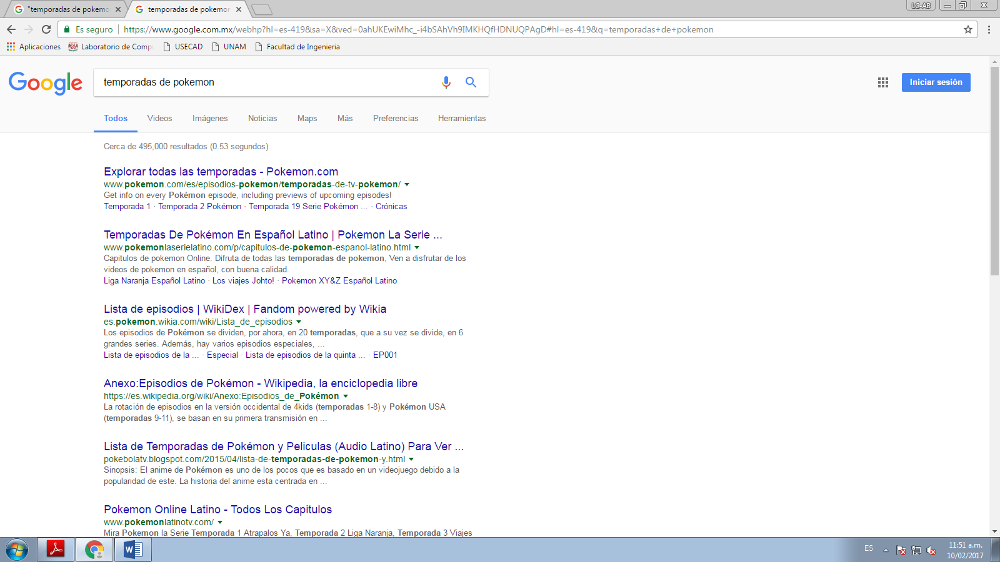 "temporadas de pokemo
temporadas de pokemon
LC-AB
Es seguro
https://www.google.com.mx/webhp?hl=es-419&sa=X&ved=0ahUKEwiMhc_-i4bSAhVh9IMKHQfHDNUQPAgD#hl=es-419&q=temporadas+de+pokemon
Aplicaciones Laboratorio de Compu USECAD UNAM Facultad de Ingenieria
Google
temporadas de pokemon
Iniciar sesión
Todos Videos Imágenes Noticias Maps Más Preferencias Herramientas
Cerca de 495,000 resultados (0.53 segundos)
Explorar todas las temporadas - Pokemon.com
www.pokemon.com/es/episodios-pokemon/temporadas-de-tv-pokemon/
Get info on every Pokémon episode, including previews of upcoming episodes!
Temporada 1 · Temporada 2 Pokémon · Temporada 19 Serie Pokémon ... · Crónicas
Temporadas De Pokémon En Español Latino | Pokemon La Serie ...
www.pokemonlaserielatino.com/p/capitulos-de-pokemon-espanol-latino.html
Capitulos de pokemon Online. Difruta de todas las temporadas de pokemon, Ven a disfrutar de los
videos de pokemon en español, con buena calidad.
Liga Naranja Español Latino · Los viajes Johto! · Pokemon XY&Z Español Latino
Lista de episodios | WikiDex | Fandom powered by Wikia
es.pokemon.wikia.com/wiki/Lista_de_episodios
Los episodios de Pokémon se dividen, por ahora, en 20 temporadas, que a su vez se divide, en 6
grandes series. Además, hay varios episodios especiales, ...
Lista de episodios de la ... · Especial · Lista de episodios de la quinta ... · EP001
Anexo:Episodios de Pokémon - Wikipedia, la enciclopedia libre
https://es.wikipedia.org/wiki/Anexo:Episodios_de_Pokémon
La rotación de episodios en la versión occidental de 4kids (temporadas 1-8) y Pokémon USA
(temporadas 9-11), se basan en su primera transmisión en ...
Lista de Temporadas de Pokémon y Peliculas (Audio Latino) Para Ver ...
pokebolatv.blogspot.com/2015/04/lista-de-temporadas-de-pokemon-y.html
Sinopsis: El anime de Pokémon es uno de los pocos que es basado en un videojuego debido a la
popularidad de este. La historia del anime esta centrada en ...
Pokemon Online Latino - Todos Los Capitulos
www.pokemonlatinotv.com/
Mira Pokemon la Serie Temporada 1 Atrapalos Ya, Temporada 2 Liga Naranja, Temporada 3 Viajes
ES
11:51 a.m.
10/02/2017